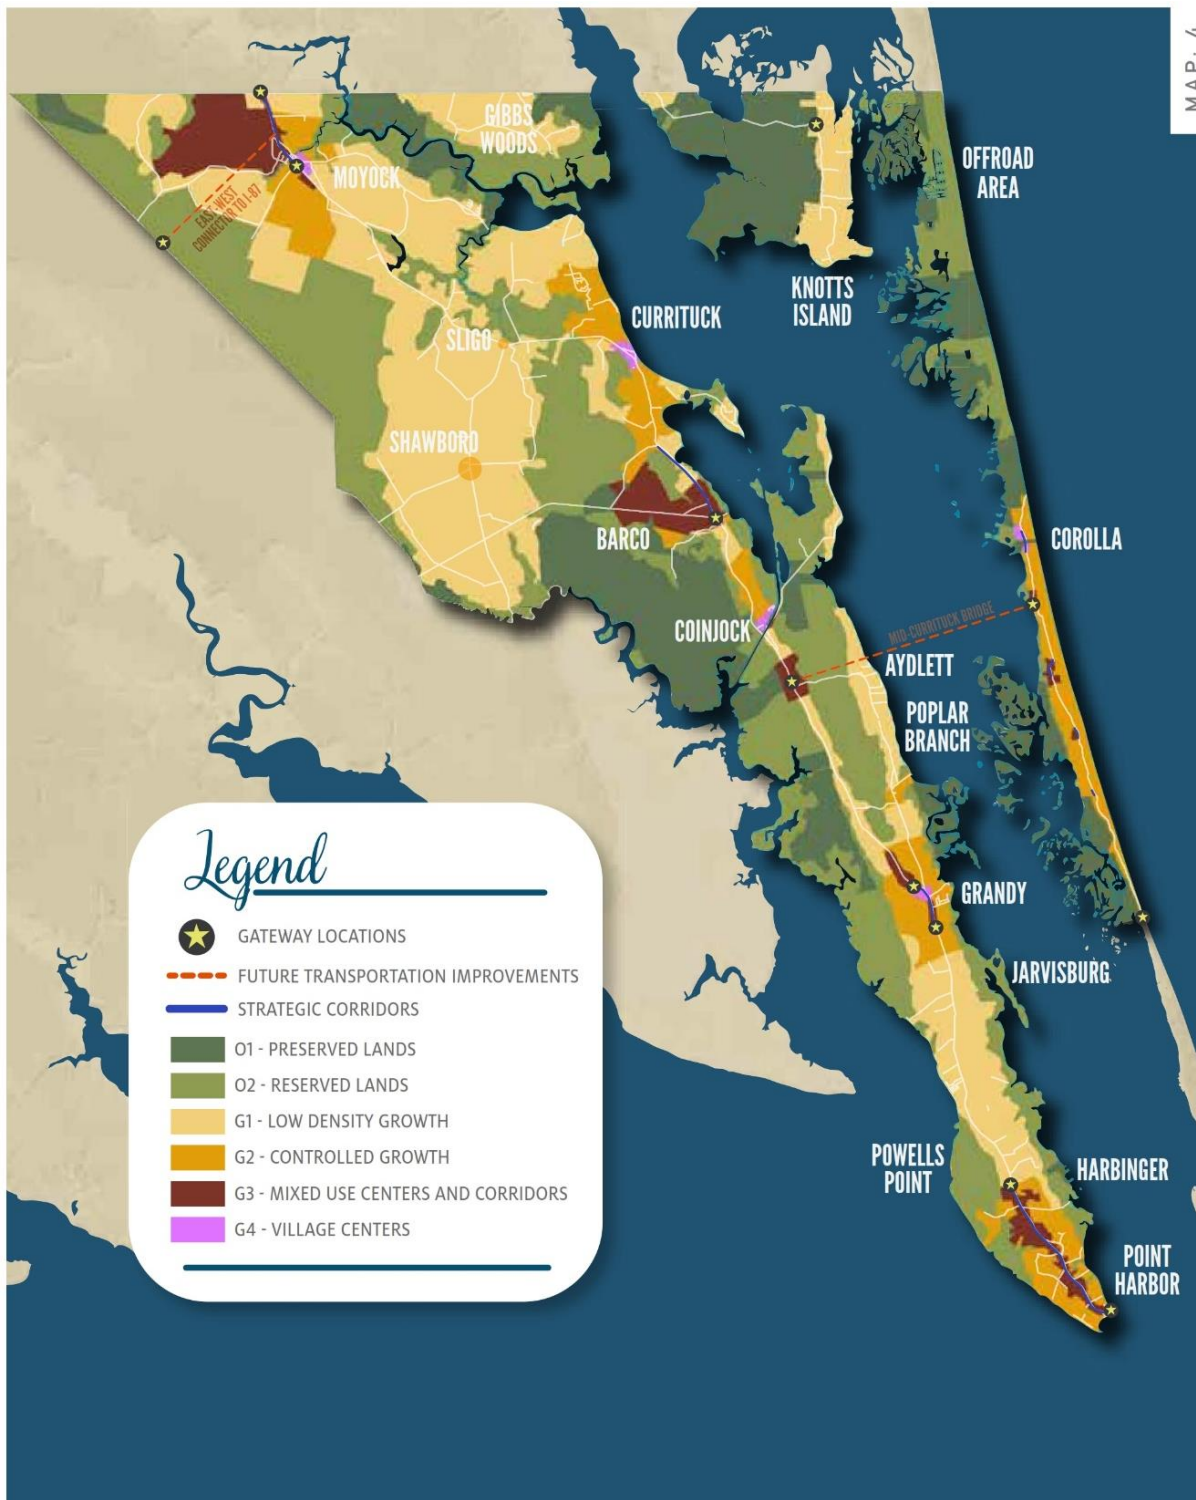 MAP: 4
GIBBS
WOODS
OFFROAD
AREA
MOYOCK
EAST-WEST
CONNECTOR TO I-87
KNOTTS
ISLAND
CURRITUCK
SLIGO
SHAWBORO
BARCO
COROLLA
MID-CURRITUCK BRIDGE
COINJOCK
AYDLETT
POPLAR
BRANCH
GRANDY
JARVISBURG
POWELLS
POINT
HARBINGER
POINT
HARBOR
Legend
GATEWAY LOCATIONS
FUTURE TRANSPORTATION IMPROVEMENTS
STRATEGIC CORRIDORS
O1 - PRESERVED LANDS
O2 - RESERVED LANDS
G1 - LOW DENSITY GROWTH
G2 - CONTROLLED GROWTH
G3 - MIXED USE CENTERS AND CORRIDORS
G4 - VILLAGE CENTERS